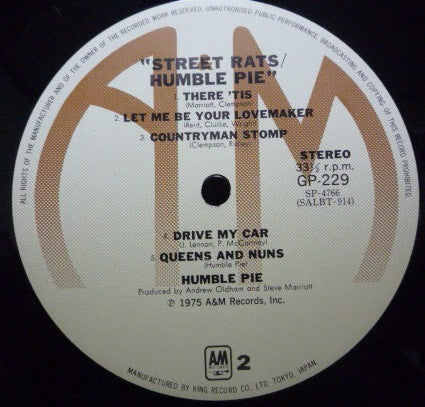 ALL RIGHTS OF THE MANUFACTURER AND OF THE OWNER OF THE RECORDED WORK RESERVED. UNAUTHORISED PUBLIC PERFORMANCE, BROADCASTING AND COPYING OF THIS RECORD PROHIBITED
"STREET RATS/
HUMBLE PIE"
1. THERE 'TIS
(Marriott, Clempson)
2. LET ME BE YOUR LOVEMAKER
(Reid, Clarke, Wright)
3. COUNTRYMAN STOMP
(Clempson, Ridley)
STEREO
33⅓ r.p.m.
GP-229
SP-4766
(SALBT-914)
4. DRIVE MY CAR
(J. Lennon, P. McCartney)
5. QUEENS AND NUNS
(Humble Pie)
HUMBLE PIE
Produced by Andrew Oldham and Steve Marriott
℗ 1975 A&M Records, Inc.
A&M
RECORDS
2
MANUFACTURED BY KING RECORD CO. LTD. TOKYO, JAPAN.